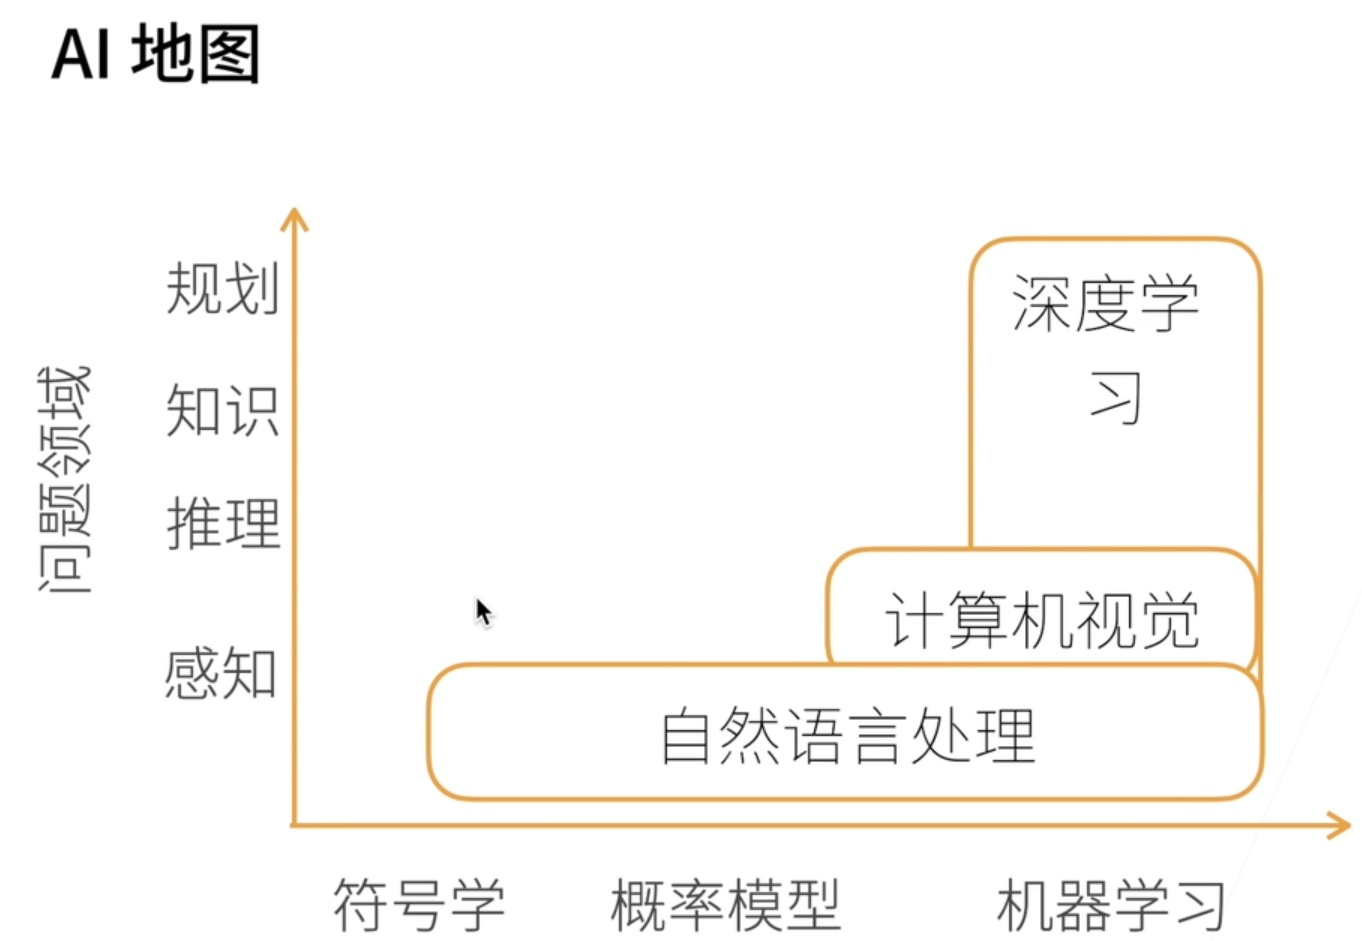 AI 地图
问题领域
规划
知识
推理
感知
深度学
习
计算机视觉
自然语言处理
符号学
概率模型
机器学习